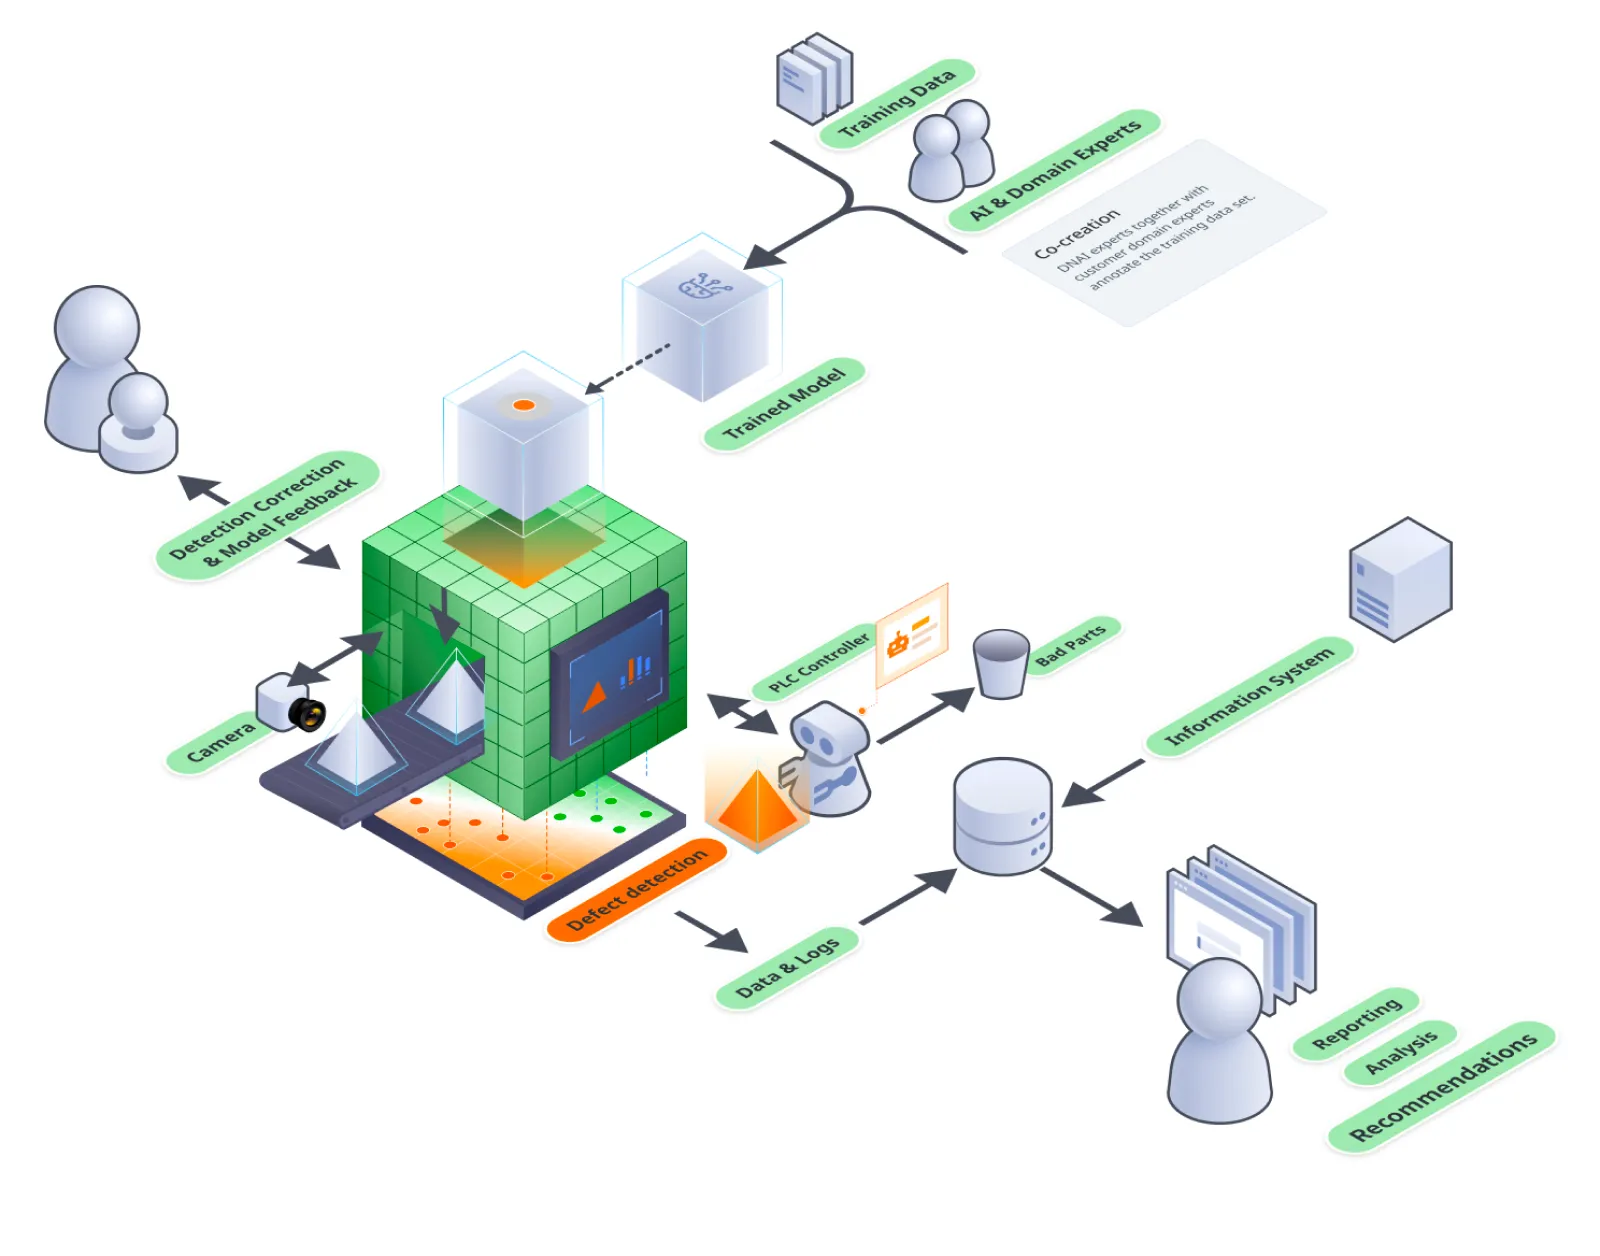 Training Data
AI & Domain Experts
Co-creation
DNAI experts together with
customer domain experts
annotate the training data set.
Trained Model
Detection Correction
& Model Feedback
Camera
PLC Controller
Bad Parts
Information System
Defect detection
Data & Logs
Reporting
Analysis
Recommendations